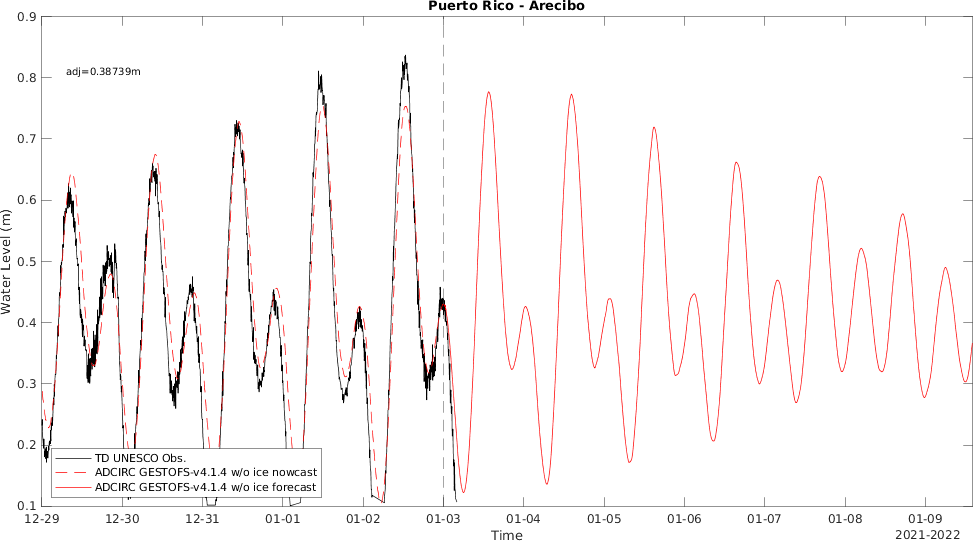 Puerto Rico - Arecibo
0.9
0.8
0.7
0.6
0.5
0.4
0.3
0.2
0.1
Water Level (m)
adj=0.38739m
TD UNESCO Obs.
ADCIRC GESTOFS-v4.1.4 w/o ice nowcast
ADCIRC GESTOFS-v4.1.4 w/o ice forecast
12-29 12-30 12-31 01-01 01-02 01-03 01-04 01-05 01-06 01-07 01-08 01-09
Time
2021-2022